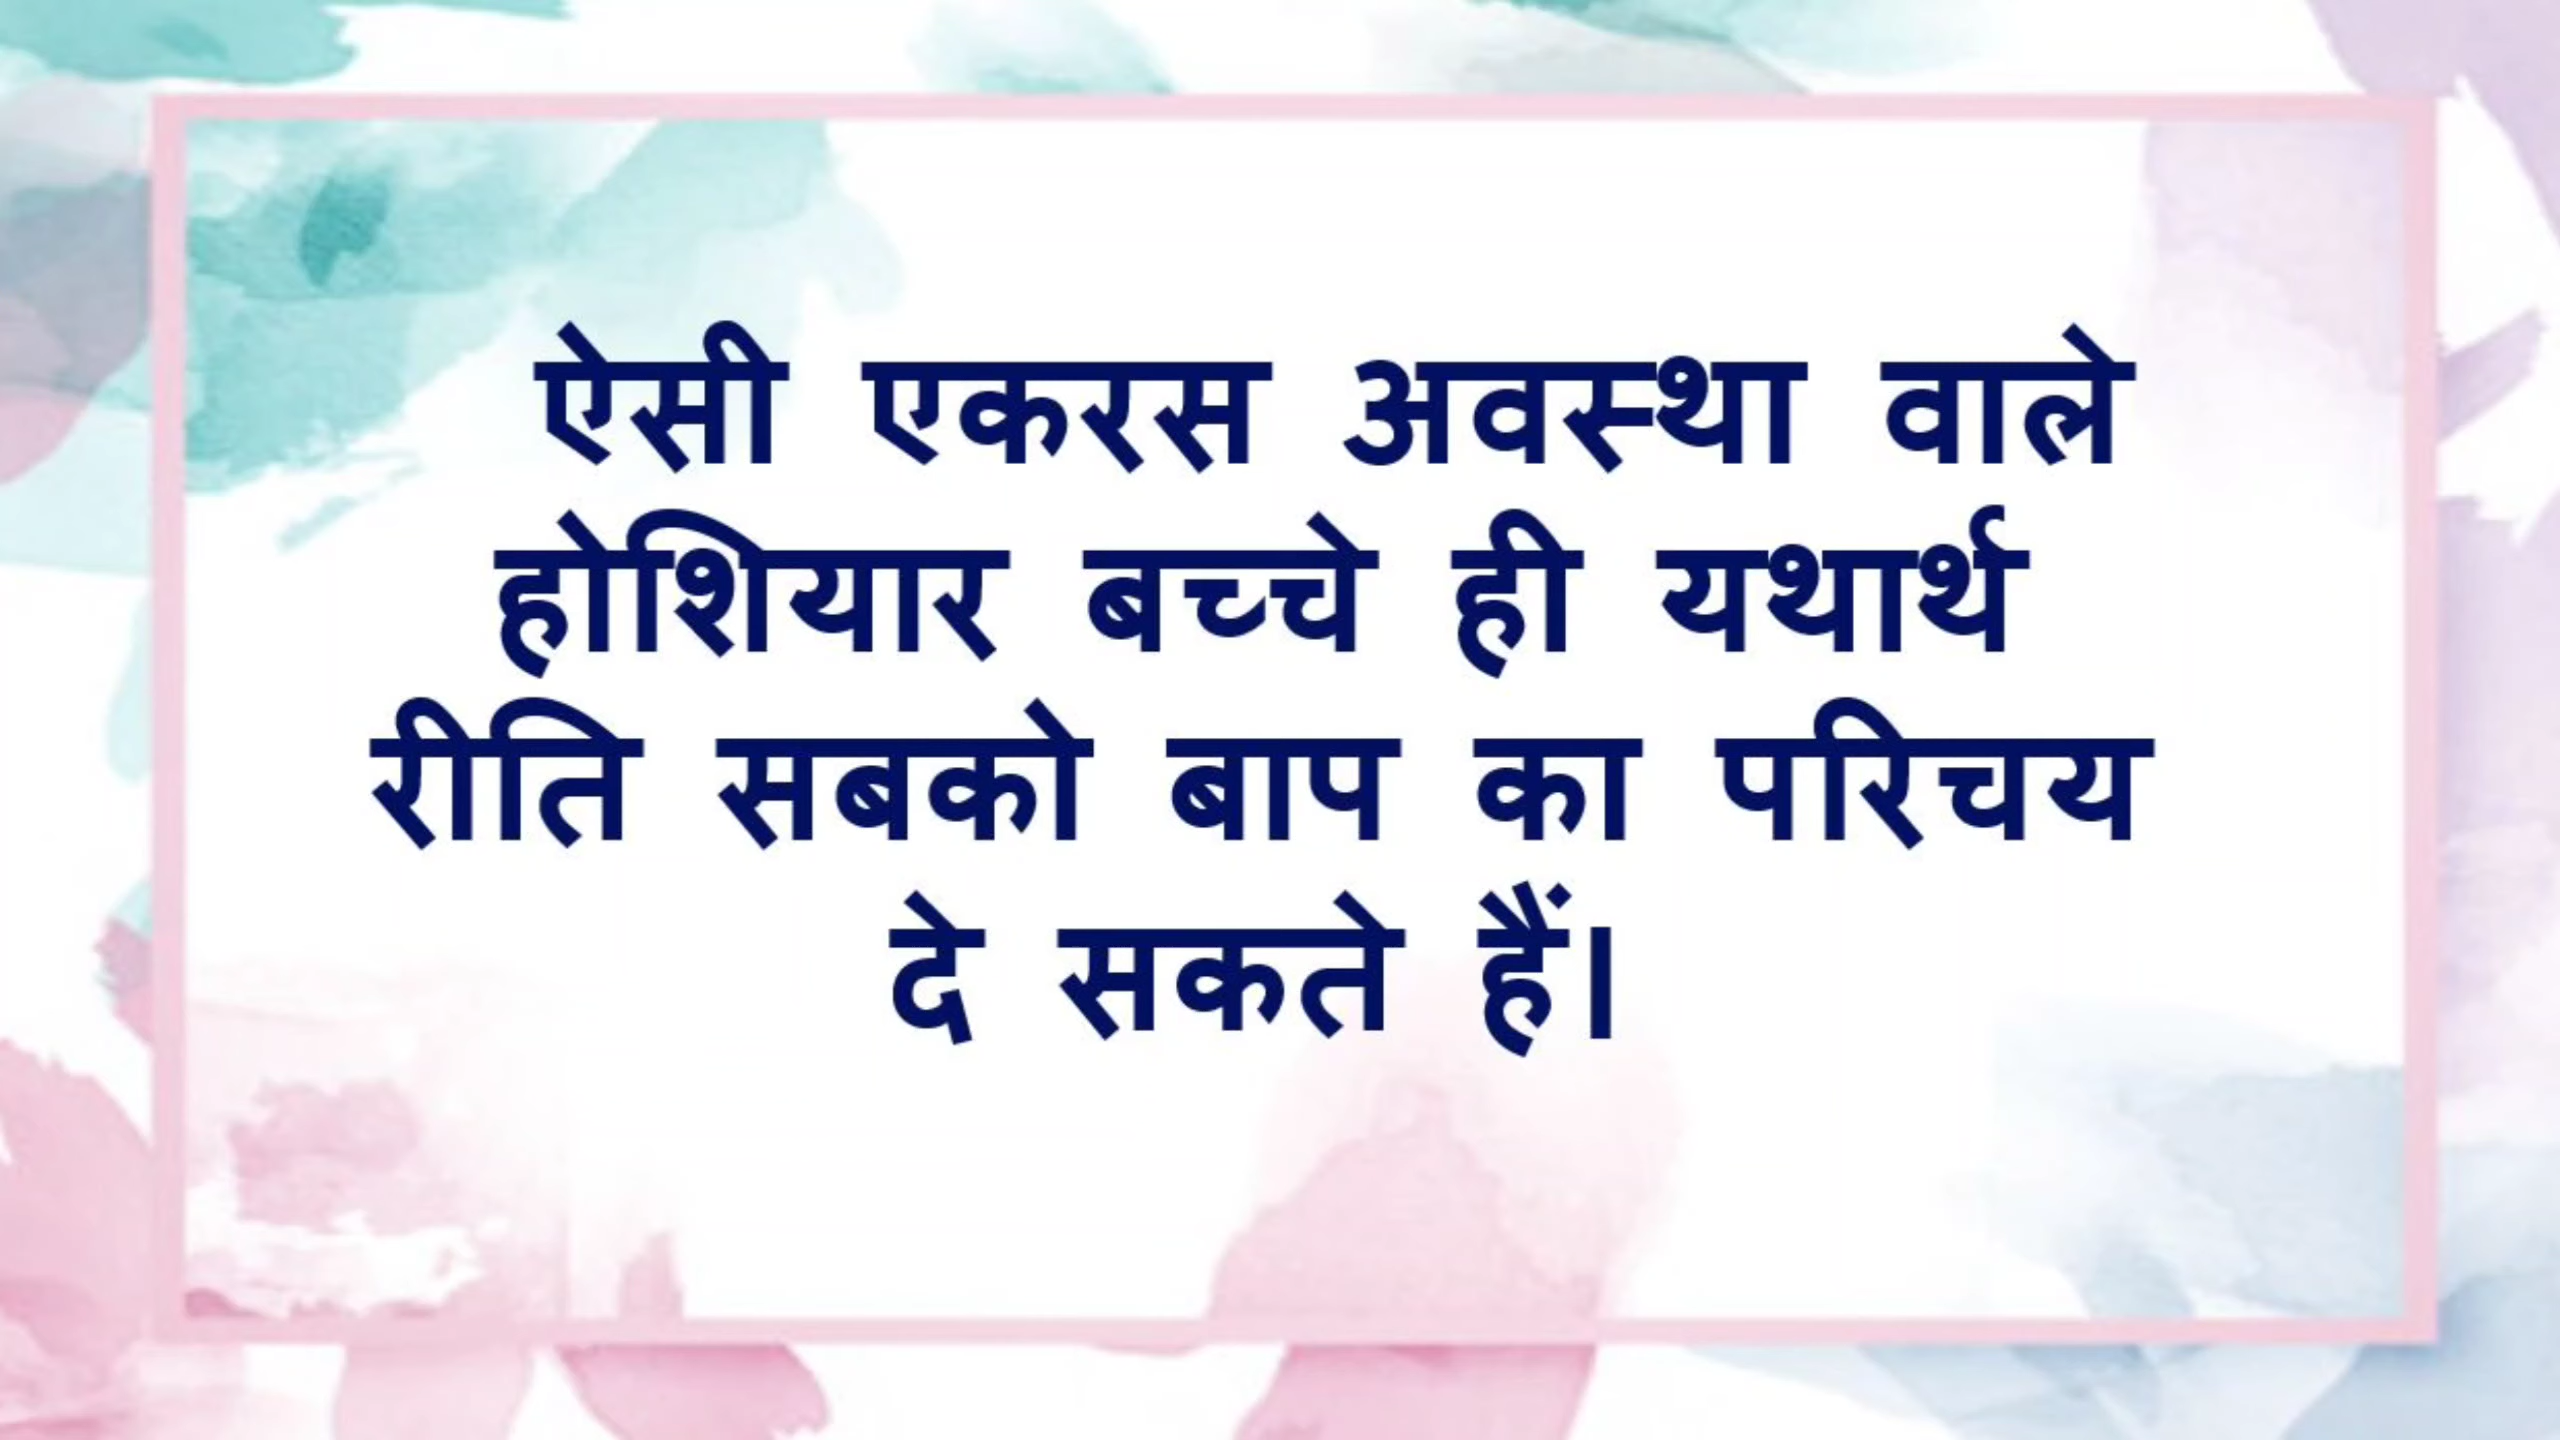 ऐसी एकरस अवस्था वाले
होशियार बच्चे ही यथार्थ
रीति सबको बाप का परिचय
दे सकते हैं।